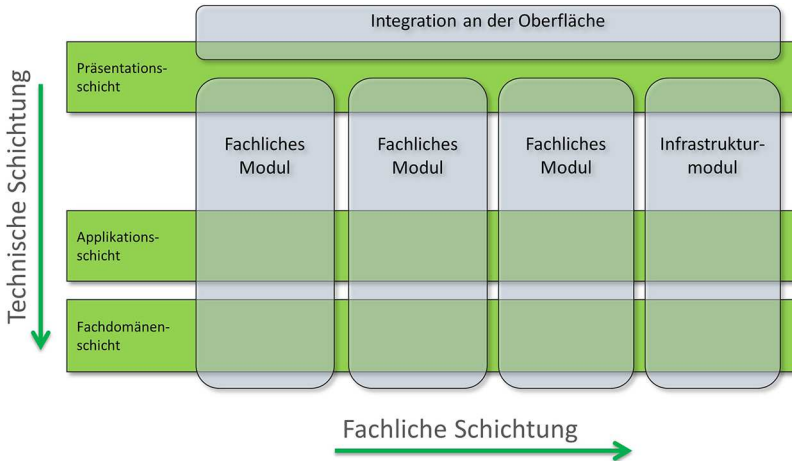 Integration an der Oberfläche
Präsentations-
schicht
Fachliches
Modul
Fachliches
Modul
Fachliches
Modul
Infrastruktur-
modul
Technische Schichtung
Applikations-
schicht
Fachdomänen-
schicht
Fachliche Schichtung